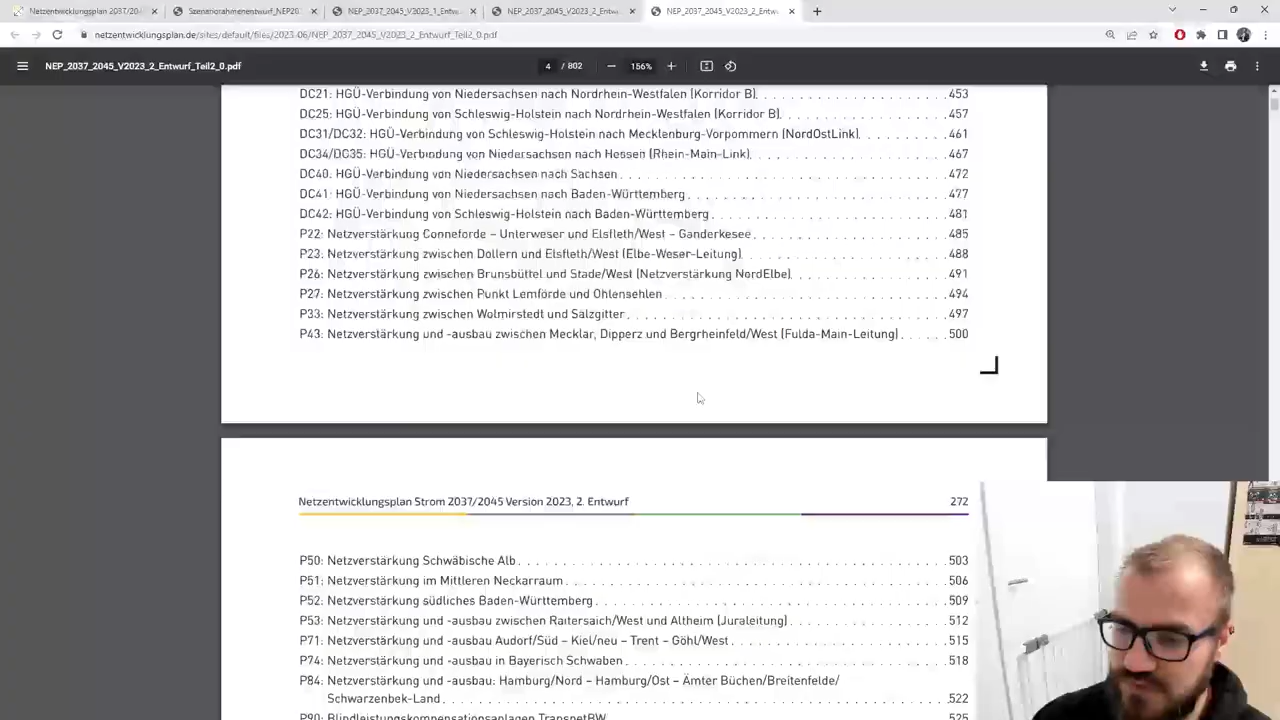 Netzentwicklungsplan 2037/20
Szenariorahmenentwurf_NEP20
NEP_2037_2045_V2023_1_Entwurf
NEP_2037_2045_V2023_2_Entwu
NEP_2037_2045_V2023_2_Entwu
netzentwicklungsplan.de/sites/default/files/2023-06/NEP_2037_2045_V2023_2_Entwurf_Teil2_0.pdf
NEP_2037_2045_V2023_2_Entwurf_Teil2_0.pdf
4 / 802
156%
DC21: HGÜ-Verbindung von Niedersachsen nach Nordrhein-Westfalen (Korridor B) 453
DC25: HGÜ-Verbindung von Schleswig-Holstein nach Nordrhein-Westfalen (Korridor B) 457
DC31/DC32: HGÜ-Verbindung von Schleswig-Holstein nach Mecklenburg-Vorpommern (NordOstLink) 461
DC34/DC35: HGÜ-Verbindung von Niedersachsen nach Hessen (Rhein-Main-Link) 467
DC40: HGÜ-Verbindung von Niedersachsen nach Sachsen 472
DC41: HGÜ-Verbindung von Niedersachsen nach Baden-Württemberg 477
DC42: HGÜ-Verbindung von Schleswig-Holstein nach Baden-Württemberg 481
P22: Netzverstärkung Conneforde – Unterweser und Elsfleth/West – Ganderkesee 485
P23: Netzverstärkung zwischen Dollern und Elsfleth/West (Elbe-Weser-Leitung) 488
P26: Netzverstärkung zwischen Brunsbüttel und Stade/West (Netzverstärkung NordElbe) 491
P27: Netzverstärkung zwischen Punkt Lemförde und Ohlensehlen 494
P33: Netzverstärkung zwischen Wolmirstedt und Salzgitter 497
P43: Netzverstärkung und -ausbau zwischen Mecklar, Dipperz und Bergrheinfeld/West (Fulda-Main-Leitung) 500
Netzentwicklungsplan Strom 2037/2045 Version 2023, 2. Entwurf 272
P50: Netzverstärkung Schwäbische Alb 503
P51: Netzverstärkung im Mittleren Neckarraum 506
P52: Netzverstärkung südliches Baden-Württemberg 509
P53: Netzverstärkung und -ausbau zwischen Raitersaich/West und Altheim (Juraleitung) 512
P71: Netzverstärkung und -ausbau Audorf/Süd – Kiel/neu – Trent – Göhl/West 515
P74: Netzverstärkung und -ausbau in Bayerisch Schwaben 518
P84: Netzverstärkung und -ausbau: Hamburg/Nord – Hamburg/Ost – Ämter Büchen/Breitenfelde/
Schwarzenbek-Land 522
P90: Blindleistungskompensationsanlagen TransnetBW 525